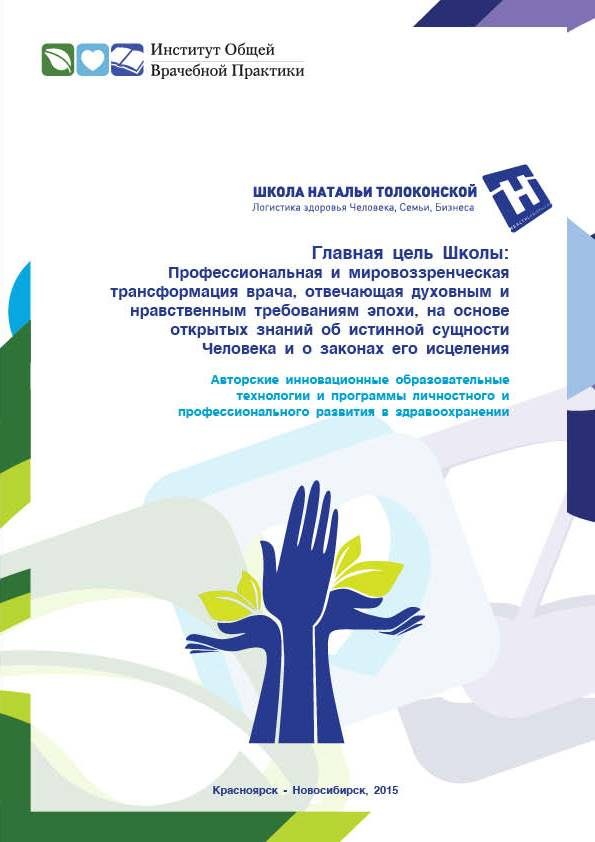 Институт Общей
Врачебной Практики
ШКОЛА НАТАЛЬИ ТОЛОКОНСКОЙ
Логистика здоровья Человека, Семьи, Бизнеса
Главная цель Школы:
Профессиональная и мировоззренческая
трансформация врача, отвечающая духовным и
нравственным требованиям эпохи, на основе
открытых знаний об истинной сущности
Человека и о законах его исцеления
Авторские инновационные образовательные
технологии и программы личностного и
профессионального развития в здравоохранении
Красноярск - Новосибирск, 2015